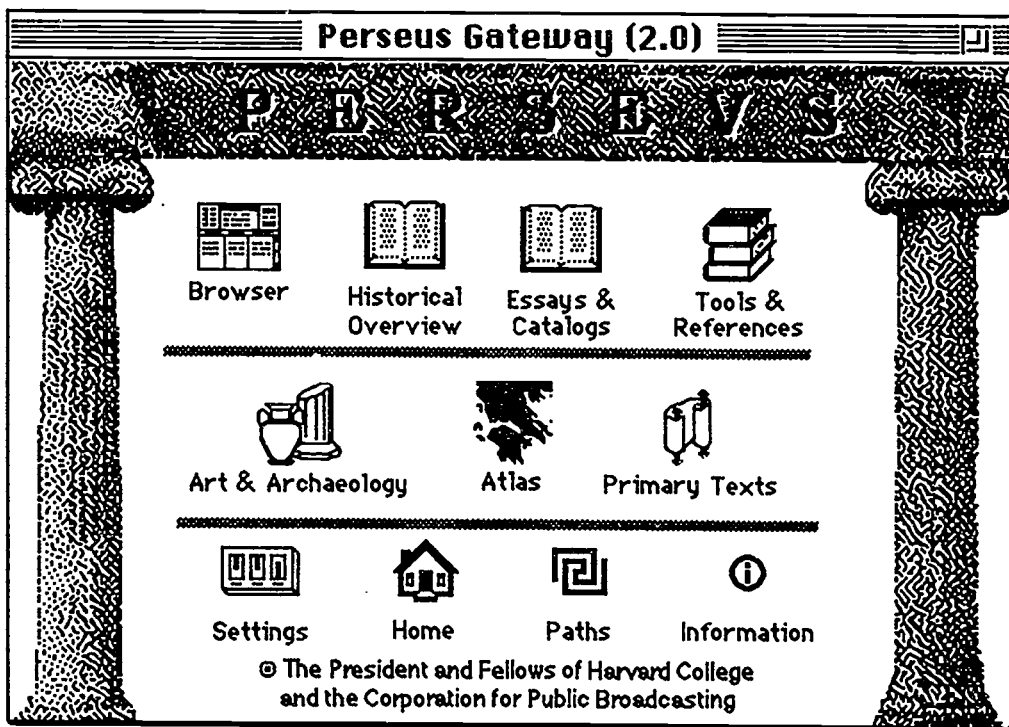 Perseus Gateway (2.0)
P E R S E V S
Browser
Historical Overview
Essays & Catalogs
Tools & References
Art & Archaeology
Atlas
Primary Texts
Settings
Home
Paths
Information
© The President and Fellows of Harvard College
and the Corporation for Public Broadcasting